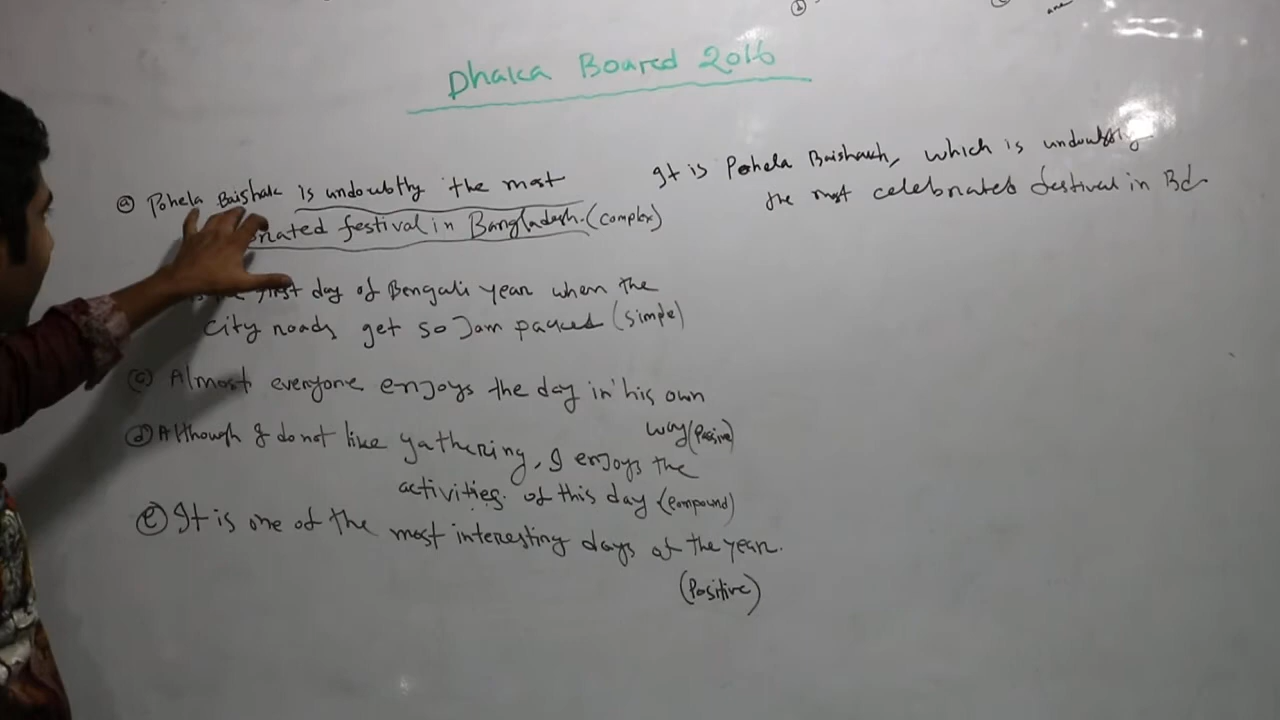 Dhaka Board 2016
(a) Pohela Baishak is undoubtly the most
nated festival in Bangladesh. (complex)
first day of Bengali year when the
city roads get so Jam packed (simple)
(c) Almost everyone enjoys the day in his own
way (Passive)
(d) Although I do not like gathering, I enjoys the
activities. of this day (compound)
(e) It is one of the most interesting days of the year.
(Positive)
It is Pohela Baishakh, which is undoubtly
the most celebrated festival in Bd